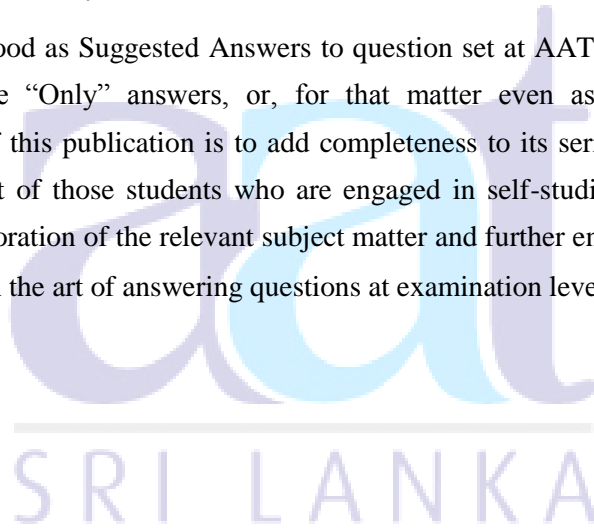 ood as Suggested Answers to question set at AAT
e “Only” answers, or, for that matter even as
f this publication is to add completeness to its seri
t of those students who are engaged in self-studi
oration of the relevant subject matter and further en
the art of answering questions at examination leve
aat
SRI LANKA